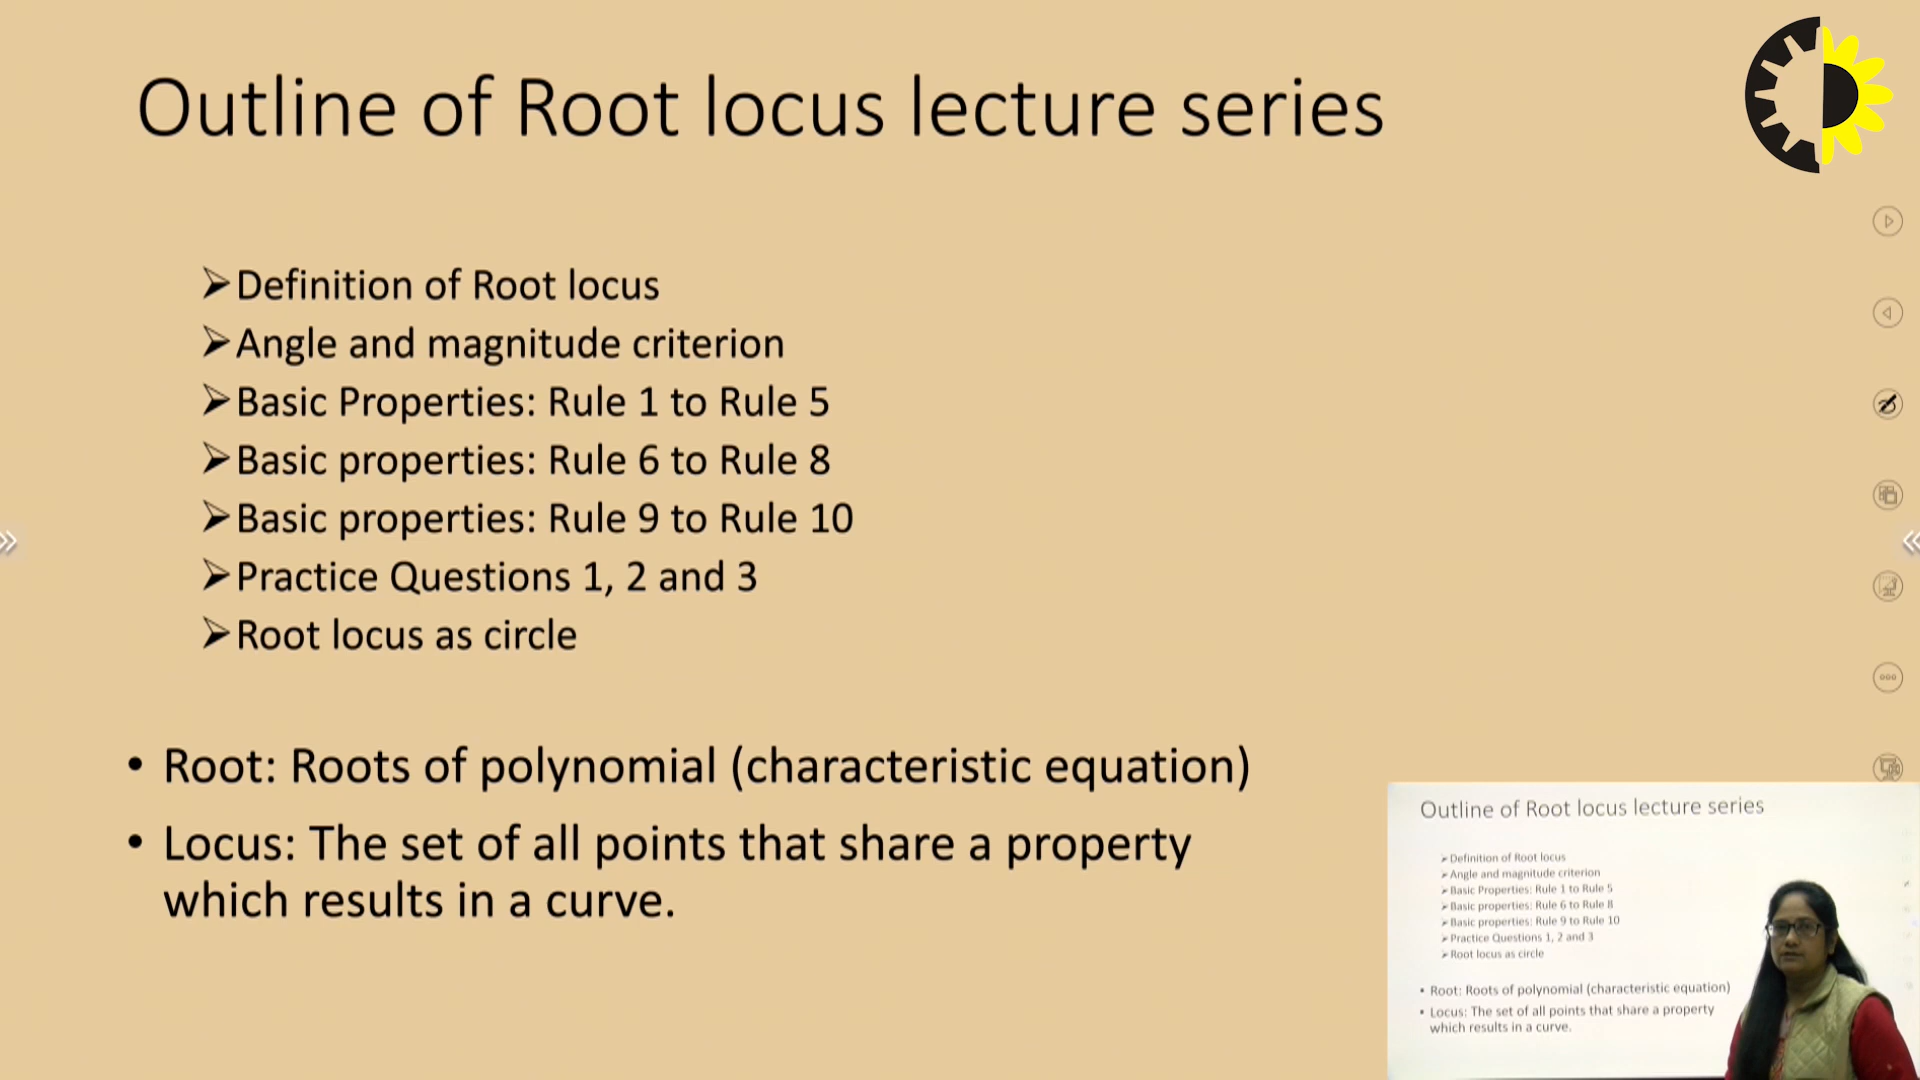 Outline of Root locus lecture series
➤Definition of Root locus
➤Angle and magnitude criterion
➤Basic Properties: Rule 1 to Rule 5
➤Basic properties: Rule 6 to Rule 8
➤Basic properties: Rule 9 to Rule 10
➤Practice Questions 1, 2 and 3
➤Root locus as circle
• Root: Roots of polynomial (characteristic equation)
• Locus: The set of all points that share a property
which results in a curve.
Outline of Root locus lecture series
➤Definition of Root locus
➤Angle and magnitude criterion
➤Basic Properties: Rule 1 to Rule 5
➤Basic properties: Rule 6 to Rule 8
➤Basic properties: Rule 9 to Rule 10
➤Practice Questions 1, 2 and 3
➤Root locus as circle
• Root: Roots of polynomial (characteristic equation)
• Locus: The set of all points that share a property
which results in a curve.